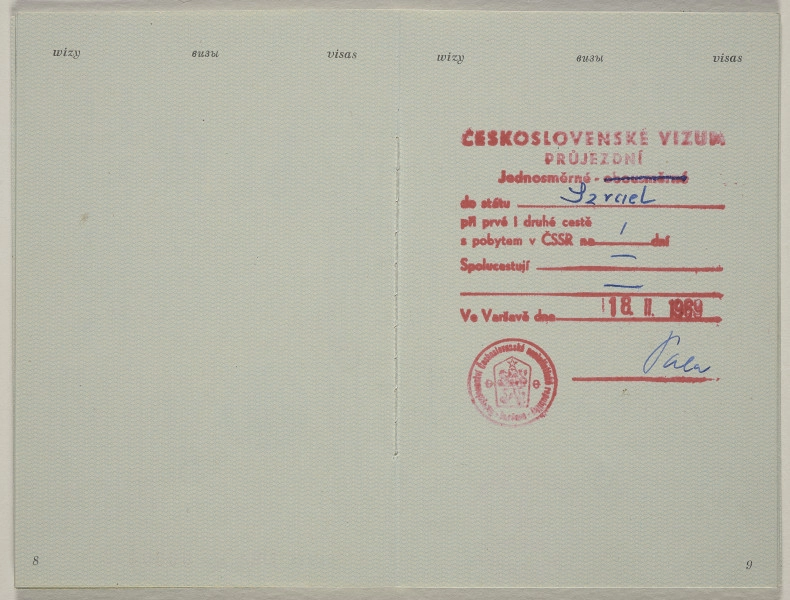 wizy визы visas
8
wizy визы visas
ČESKOSLOVENSKÉ VIZUM
PRŮJEZDNÍ
Jednosměrné - obousměrné
do státu Izrael
při prvé i druhé cestě
s pobytem v ČSSR na 1 dní
Spolucestují —
—
Ve Varšavě dne 18. II. 1969
9